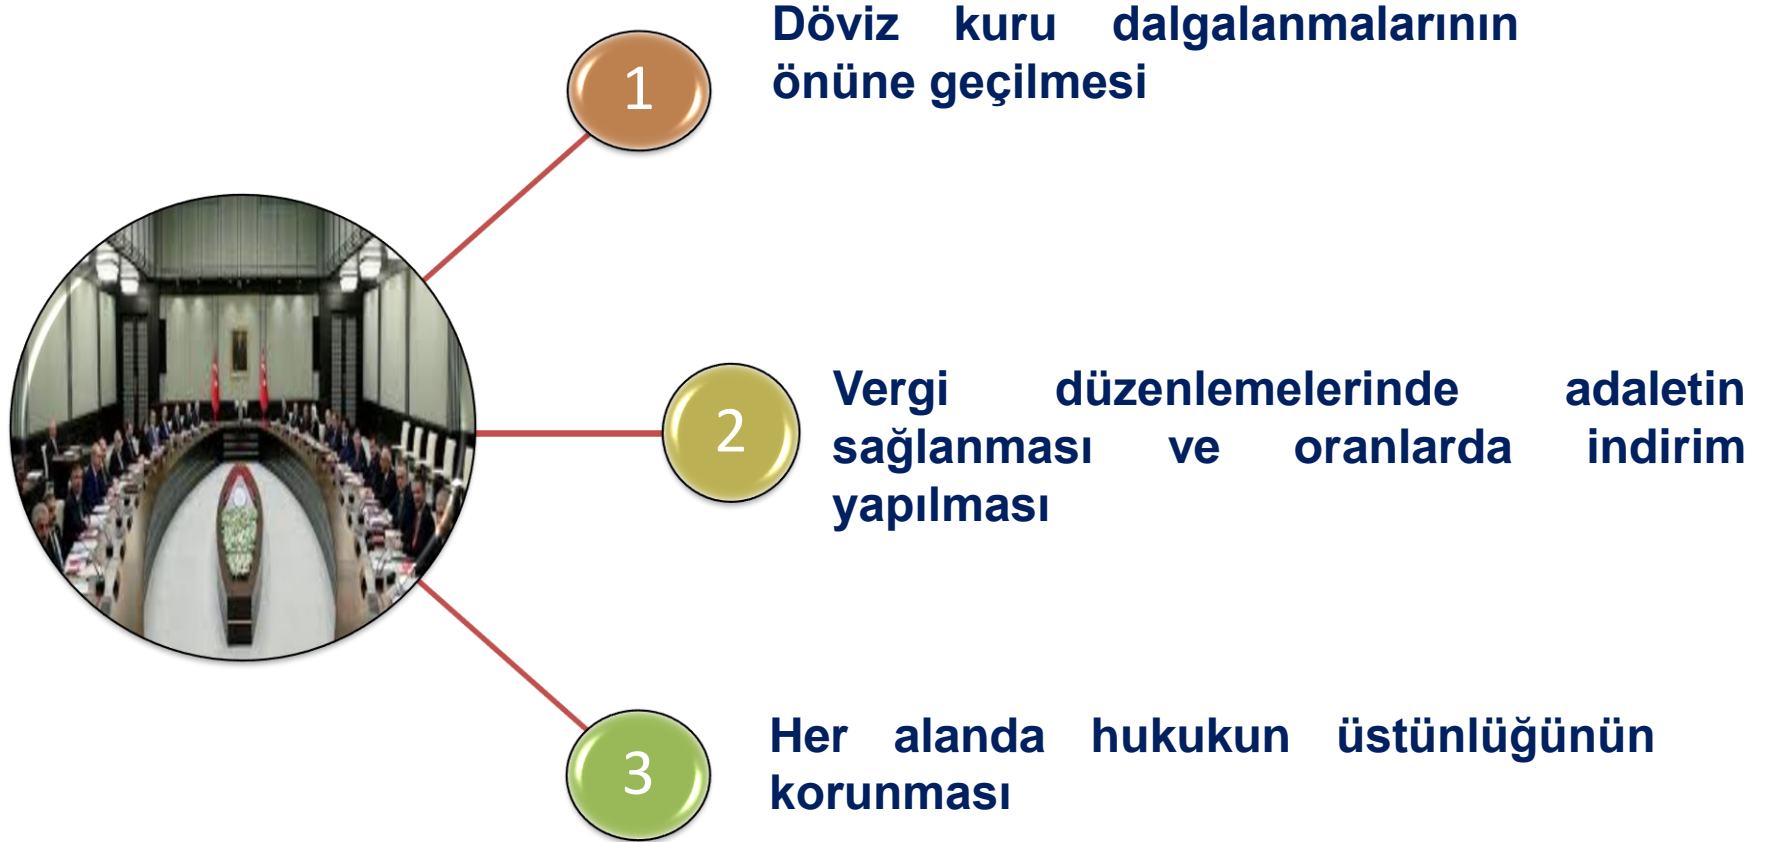 1
Döviz kuru dalgalanmalarının
önüne geçilmesi
2
Vergi düzenlemelerinde adaletin
sağlanması ve oranlarda indirim
yapılması
3
Her alanda hukukun üstünlüğünün
korunması